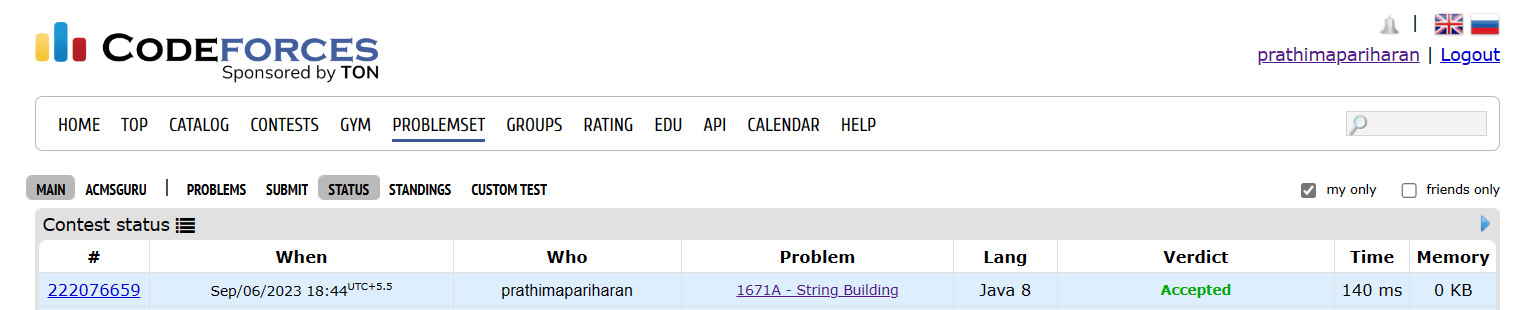 CODEFORCES
Sponsored by TON
|
prathimapariharan | Logout
HOME TOP CATALOG CONTESTS GYM PROBLEMSET GROUPS RATING EDU API CALENDAR HELP
MAIN ACMSGURU | PROBLEMS SUBMIT STATUS STANDINGS CUSTOM TEST my only friends only
Contest status
# When Who Problem Lang Verdict Time Memory
222076659 Sep/06/2023 18:44UTC+5.5 prathimapariharan 1671A - String Building Java 8 Accepted 140 ms 0 KB